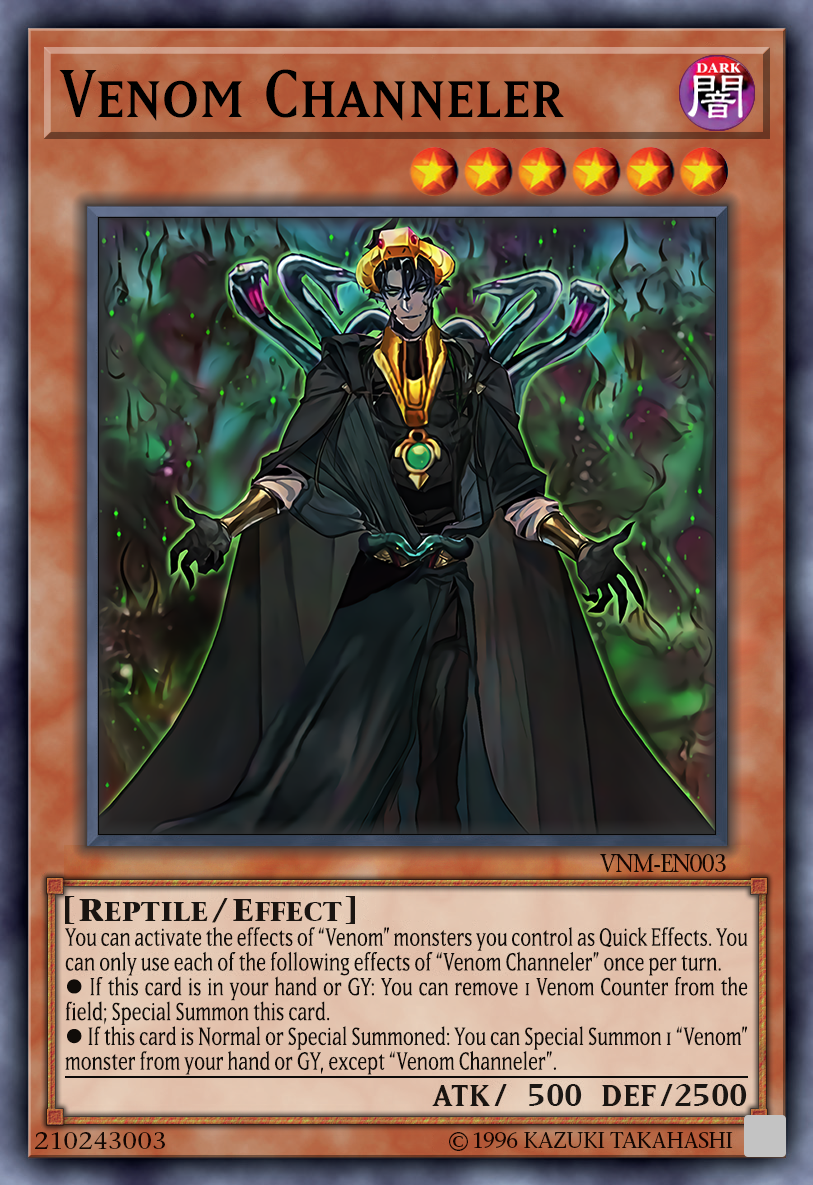 Venom Channeler
DARK
闇
VNM-EN003
[Reptile/Effect]
You can activate the effects of “Venom” monsters you control as Quick Effects. You
can only use each of the following effects of “Venom Channeler” once per turn.
● If this card is in your hand or GY: You can remove 1 Venom Counter from the
field; Special Summon this card.
● If this card is Normal or Special Summoned: You can Special Summon 1 “Venom”
monster from your hand or GY, except “Venom Channeler”.
ATK/ 500 DEF/2500
210243003
© 1996 KAZUKI TAKAHASHI